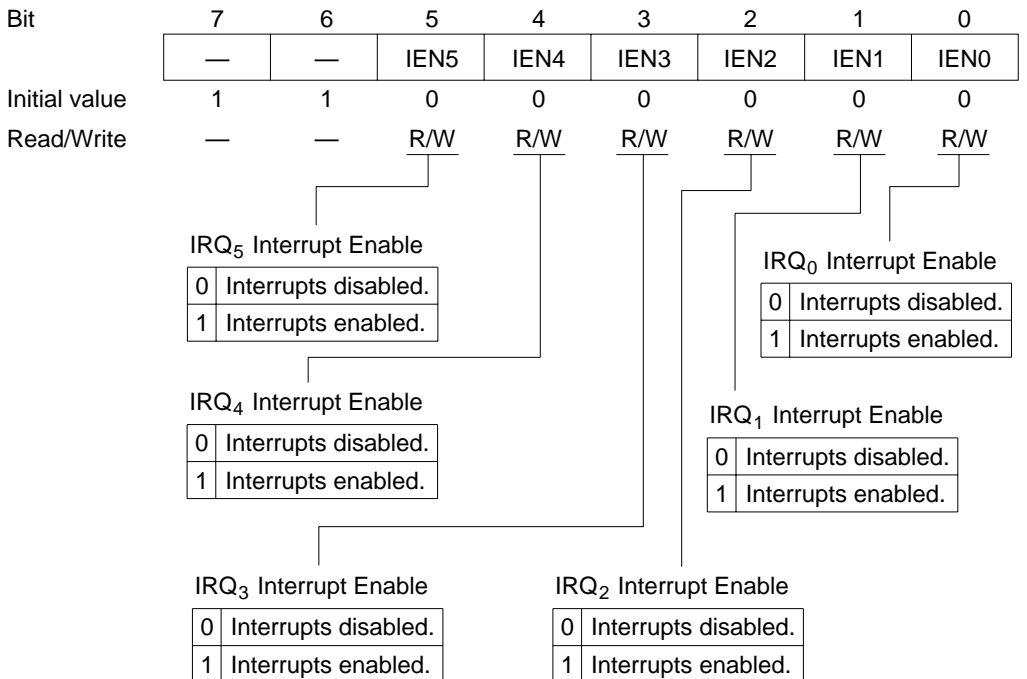 Bit 7 6 5 4 3 2 1 0
— — IEN5 IEN4 IEN3 IEN2 IEN1 IEN0
Initial value 1 1 0 0 0 0 0 0
Read/Write — — R/W R/W R/W R/W R/W R/W
IRQ5 Interrupt Enable
0 Interrupts disabled.
1 Interrupts enabled.
IRQ0 Interrupt Enable
0 Interrupts disabled.
1 Interrupts enabled.
IRQ4 Interrupt Enable
0 Interrupts disabled.
1 Interrupts enabled.
IRQ1 Interrupt Enable
0 Interrupts disabled.
1 Interrupts enabled.
IRQ3 Interrupt Enable
0 Interrupts disabled.
1 Interrupts enabled.
IRQ2 Interrupt Enable
0 Interrupts disabled.
1 Interrupts enabled.